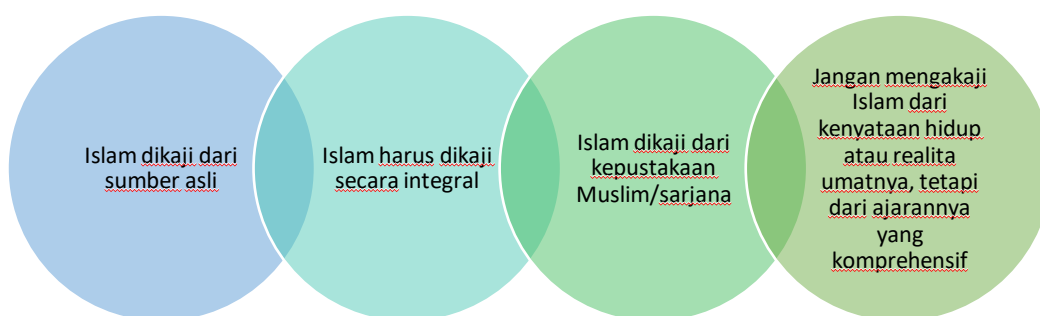 Islam dikaji dari
sumber asli
Islam harus dikaji
secara integral
Islam dikaji dari
kepustakaan
Muslim/sarjana
Jangan mengakaji
Islam dari
kenyataan hidup
atau realita
umatnya, tetapi
dari ajarannya
yang
komprehensif